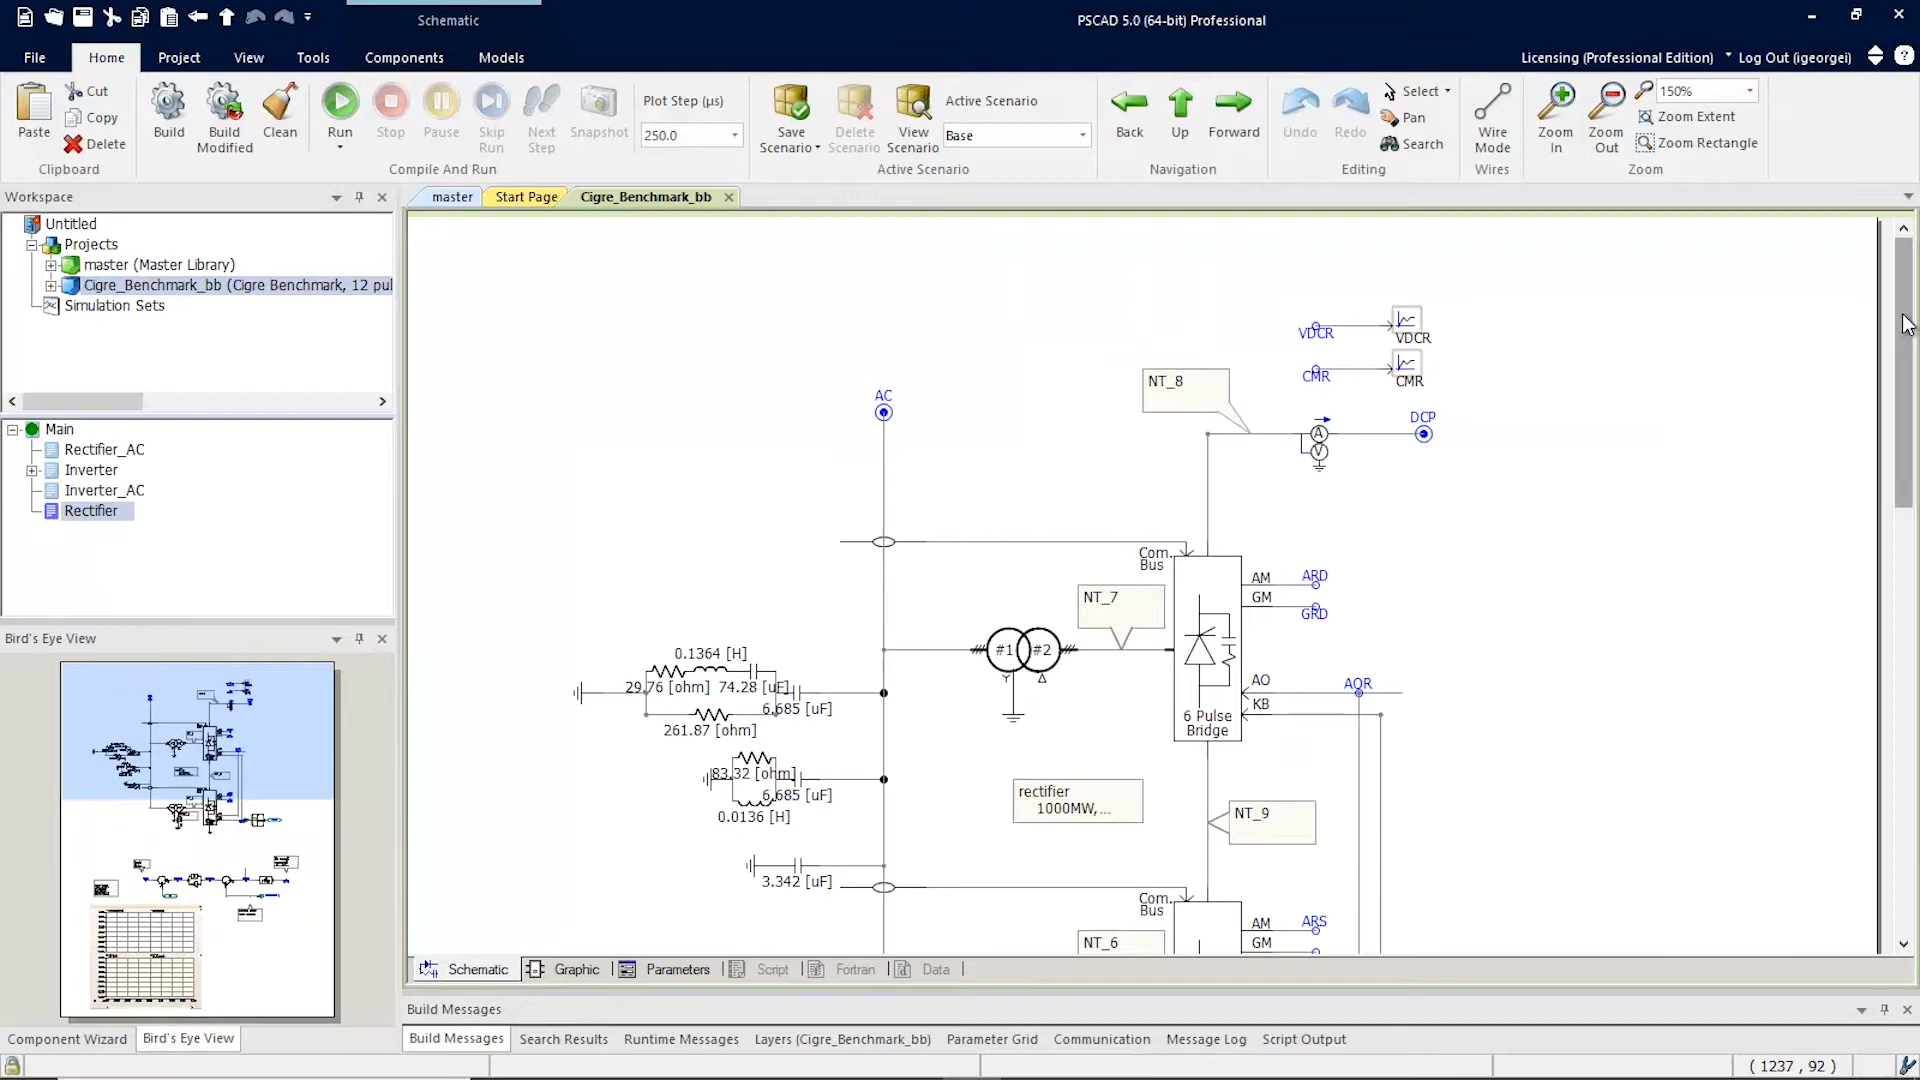 Schematic
PSCAD 5.0 (64-bit) Professional
File Home Project View Tools Components Models
Licensing (Professional Edition) Log Out (igeorgei)
Paste
Cut
Copy
Delete
Clipboard
Build
Build Modified
Clean
Run
Stop
Pause
Skip Run
Next Step
Snapshot
Plot Step (µs)
250.0
Compile And Run
Save Scenario
Delete Scenario
View Scenario
Active Scenario
Base
Active Scenario
Back
Up
Forward
Navigation
Undo
Redo
Select
Pan
Search
Editing
Wire Mode
Wires
Zoom In
Zoom Out
150%
Zoom Extent
Zoom Rectangle
Zoom
Workspace
master
Start Page
Cigre_Benchmark_bb
Untitled
Projects
master (Master Library)
Cigre_Benchmark_bb (Cigre Benchmark, 12 pul
Simulation Sets
Main
Rectifier_AC
Inverter
Inverter_AC
Rectifier
Bird's Eye View
VDCR
VDCR
CMR
CMR
NT_8
AC
DCP
A
V
Com.
Bus
AM
ARD
GM
GRD
NT_7
#1
#2
0.1364 [H]
29.76 [ohm]
74.28 [uF]
6.685 [uF]
261.87 [ohm]
AO
AOR
KB
6 Pulse
Bridge
83.32 [ohm]
6.685 [uF]
0.0136 [H]
rectifier
1000MW,...
NT_9
3.342 [uF]
Com.
Bus
AM
ARS
GM
NT_6
Schematic Graphic Parameters Script Fortran Data
Build Messages
Component Wizard Bird's Eye View
Build Messages Search Results Runtime Messages Layers (Cigre_Benchmark_bb) Parameter Grid Communication Message Log Script Output
( 1237 , 92 )